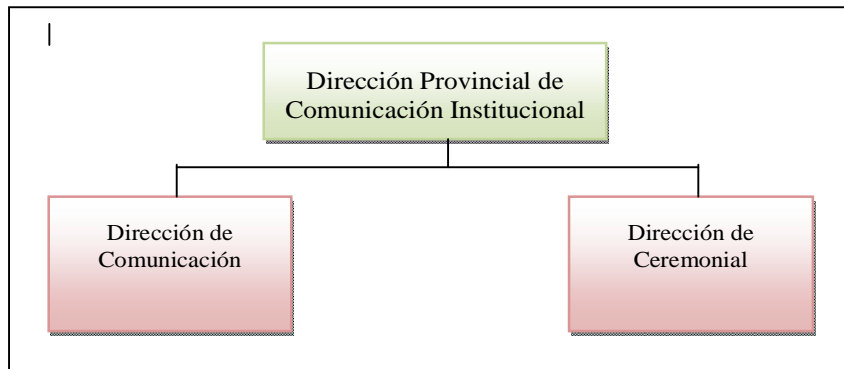 Dirección Provincial de
Comunicación Institucional
Dirección de
Comunicación
Dirección de
Ceremonial